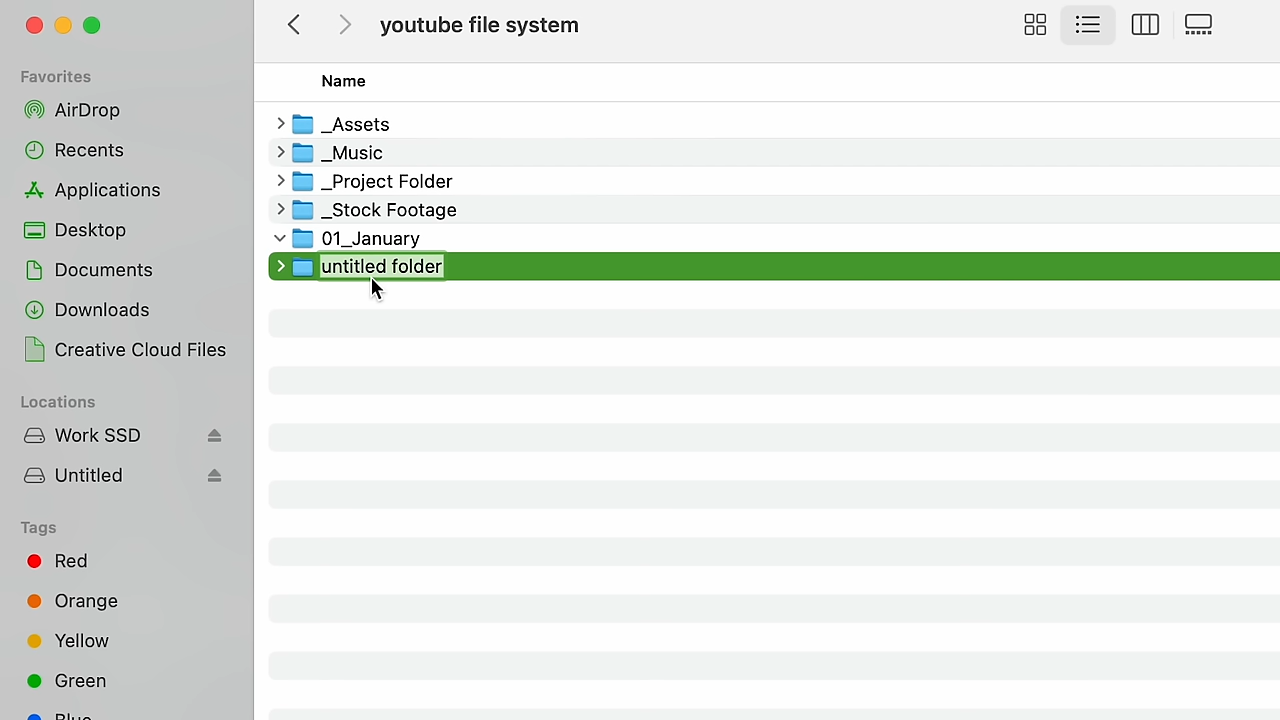 youtube file system
Favorites
AirDrop
Recents
Applications
Desktop
Documents
Downloads
Creative Cloud Files
Locations
Work SSD
Untitled
Tags
Red
Orange
Yellow
Green
Blue
Name
_Assets
_Music
_Project Folder
_Stock Footage
01_January
untitled folder